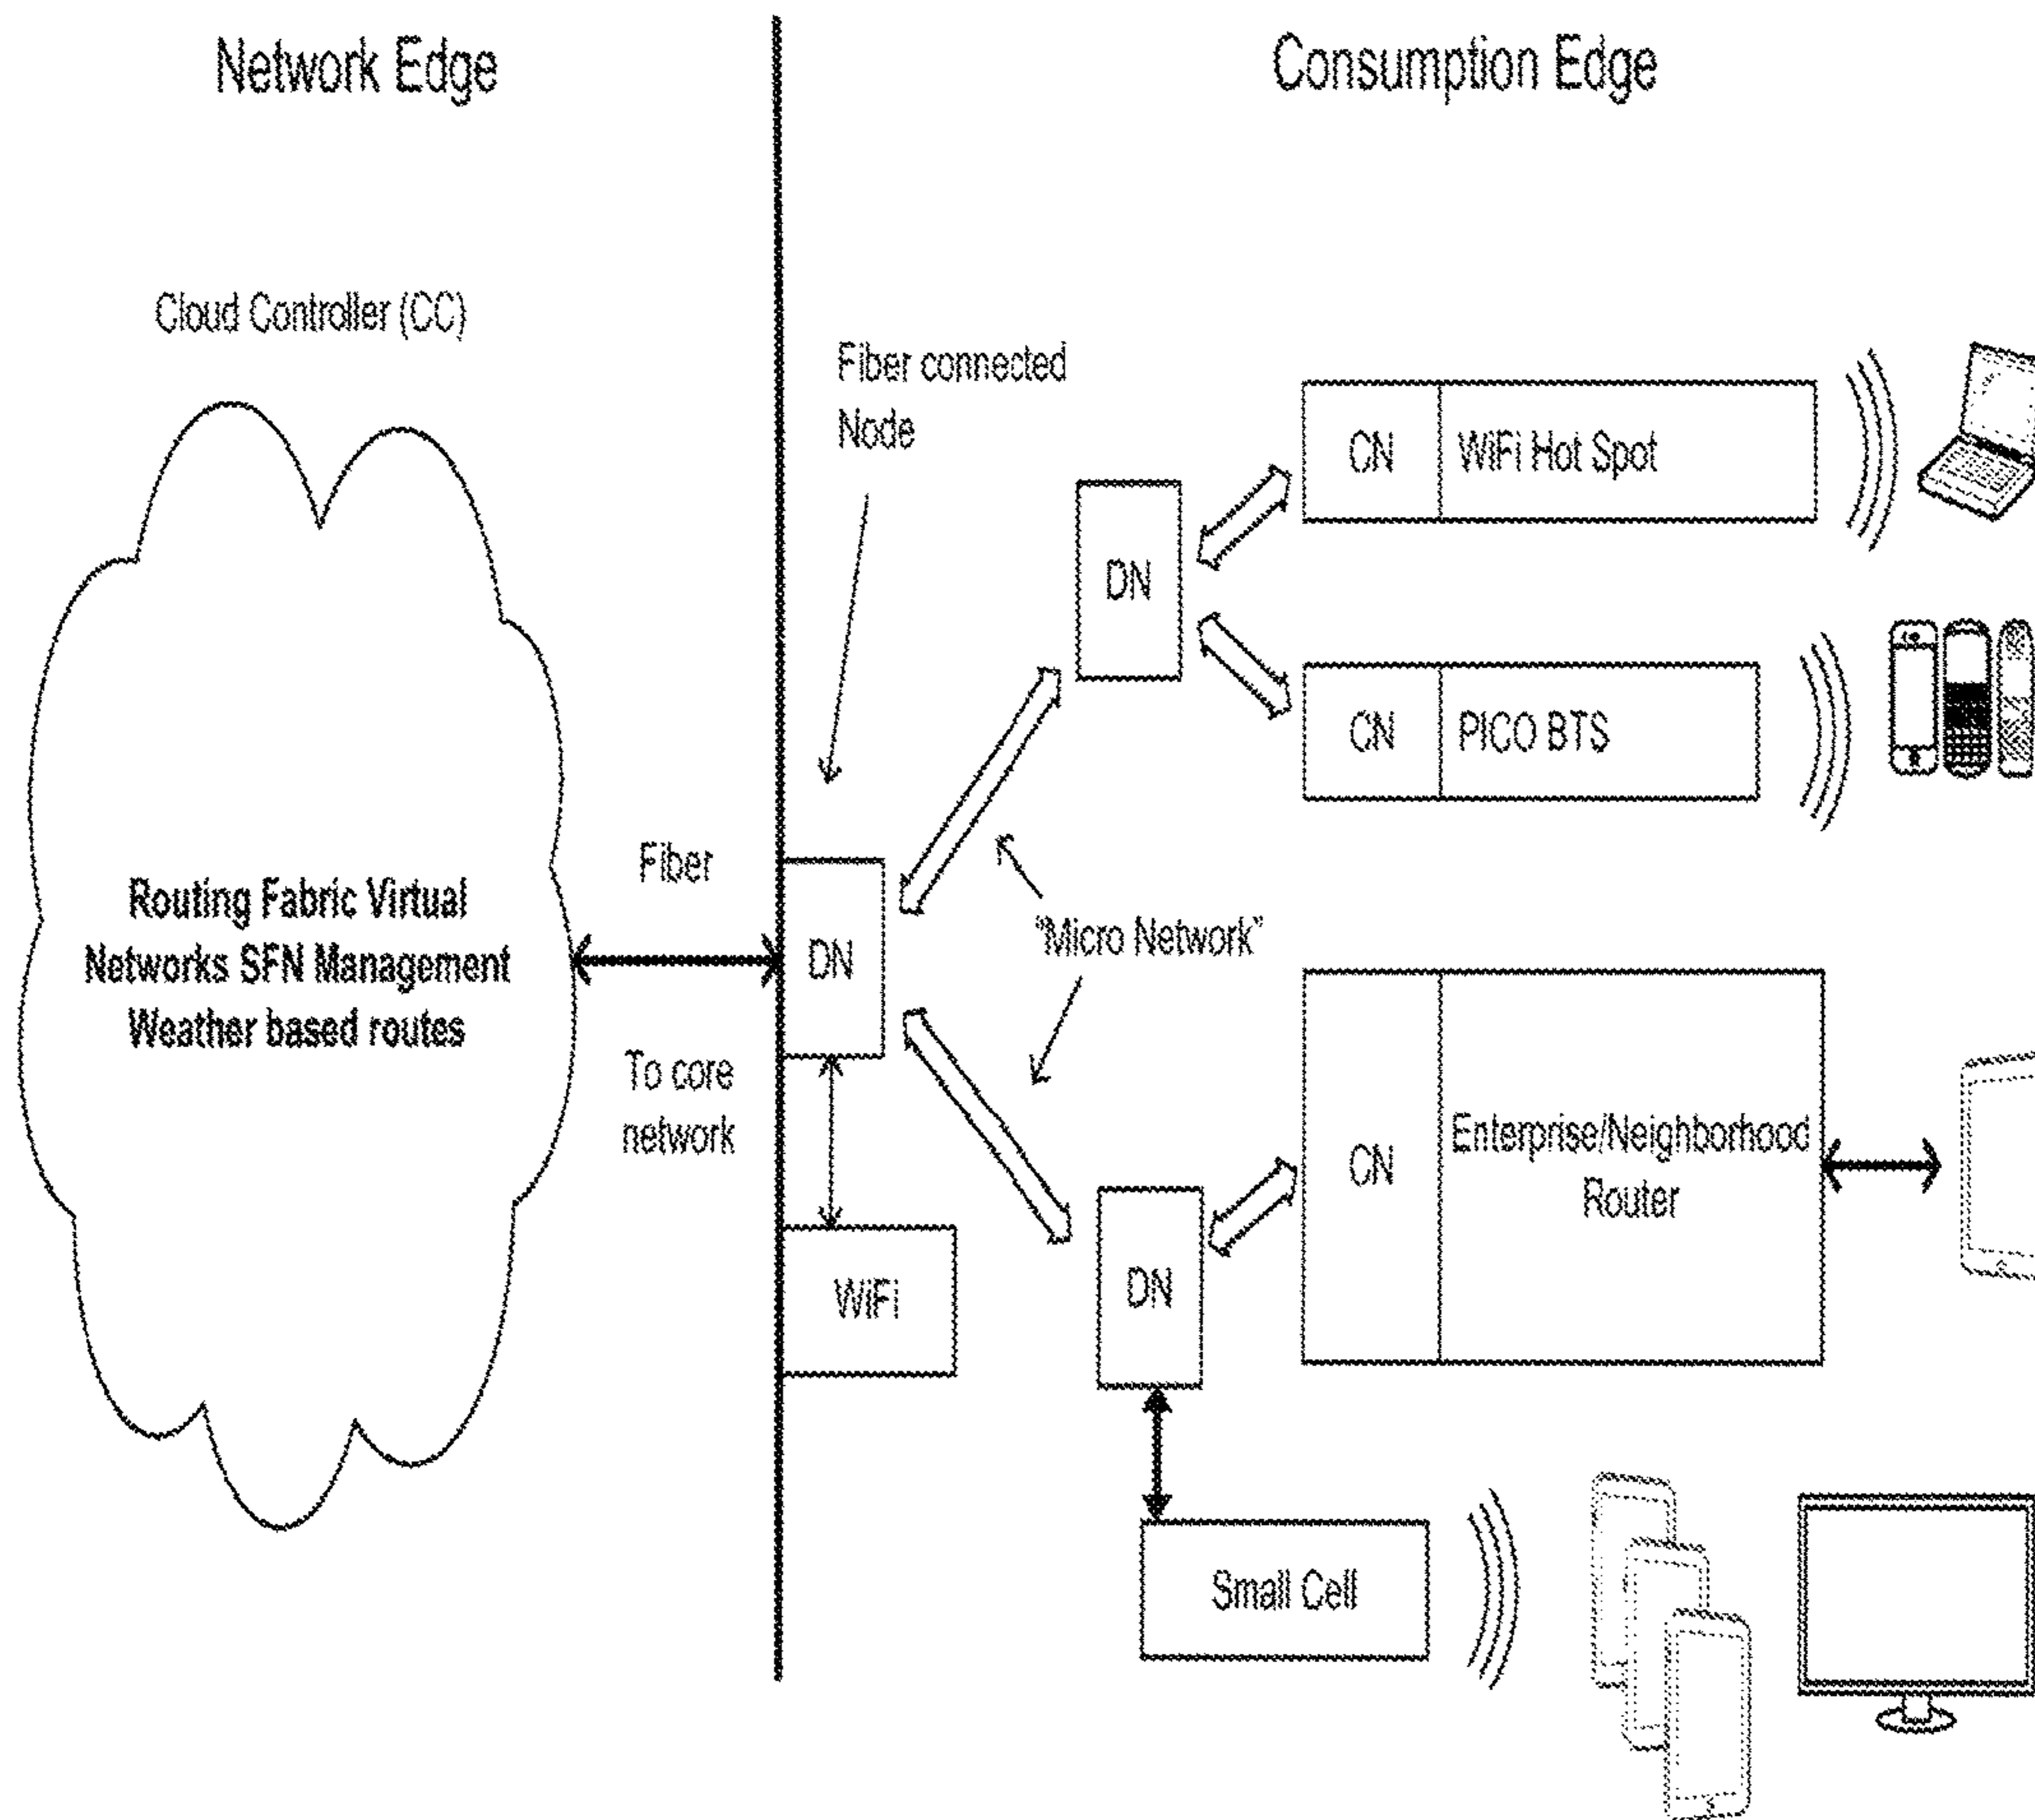 Network Edge
Consumption Edge
Cloud Controller (CC)
Fiber connected
Node
CN
WiFi Hot Spot
DN
CN
PICO BTS
Fiber
Routing Fabric Virtual
Networks SFN Management
Weather based routes
DN
"Micro Network"
To core
network
CN
Enterprise/Neighborhood
Router
WiFi
DN
Small Cell